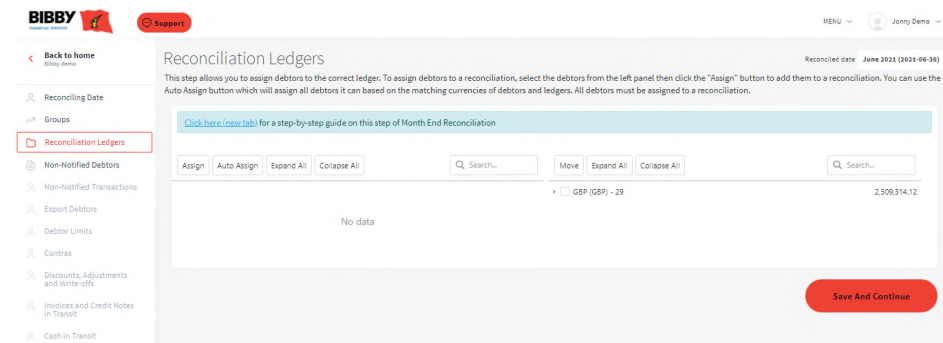 BIBBY
FINANCIAL SERVICES
Support
MENU
Jonny Demo
Back to home
Bibby demo
Reconciling Date
Groups
Reconciliation Ledgers
Non-Notified Debtors
Non-Notified Transactions
Export Debtors
Debtor Limits
Contras
Discounts, Adjustments
and Write-offs
Invoices and Credit Notes
in Transit
Cash in Transit
Reconciliation Ledgers
Reconciled date June 2021 (2021-06-30)
This step allows you to assign debtors to the correct ledger. To assign debtors to a reconciliation, select the debtors from the left panel then click the "Assign" button to add them to a reconciliation. You can use the
Auto Assign button which will assign all debtors it can based on the matching currencies of debtors and ledgers. All debtors must be assigned to a reconciliation.
Click here (new tab) for a step-by-step guide on this step of Month End Reconciliation
Assign Auto Assign Expand All Collapse All Search...
No data
Move Expand All Collapse All Search...
GBP (GBP) - 29 2,509,314.12
Save And Continue